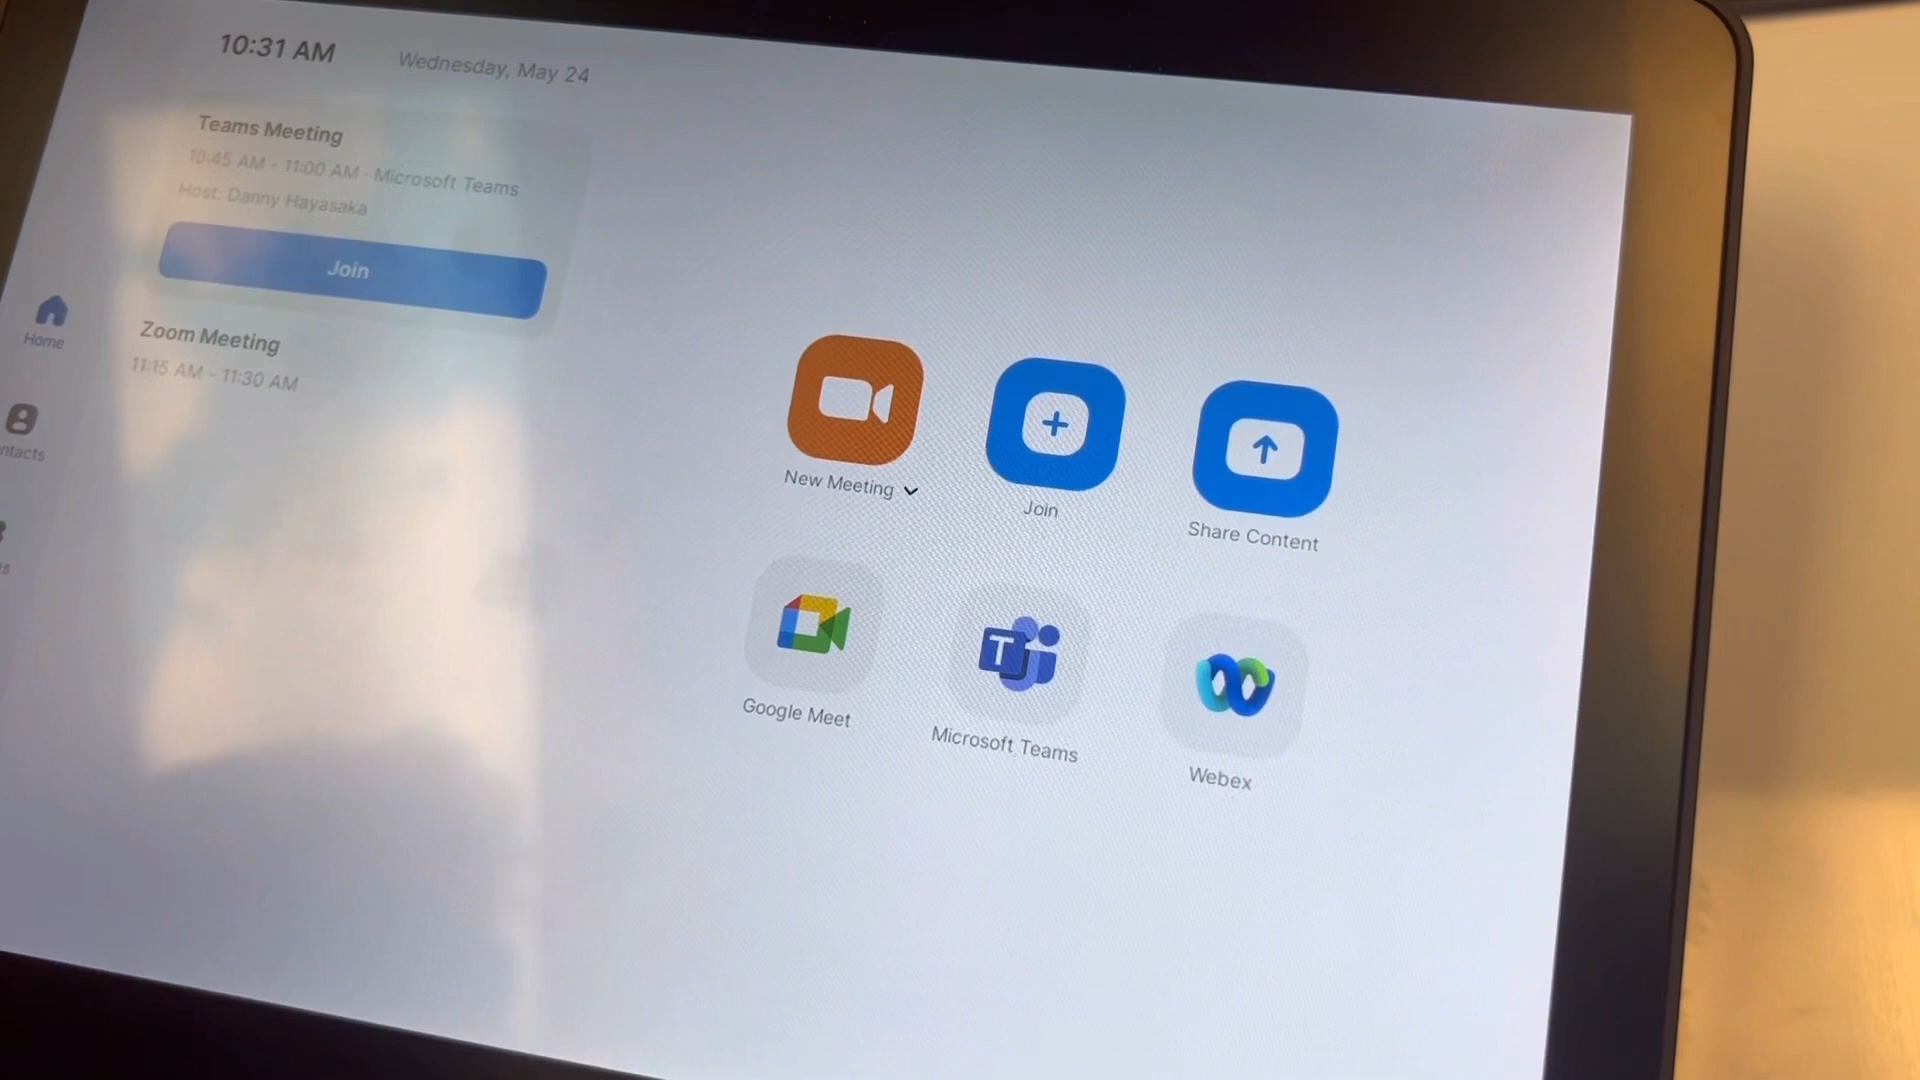 10:31 AM Wednesday, May 24
Teams Meeting
10:45 AM - 11:00 AM · Microsoft Teams
Host: Danny Hayasaka
Join
Home
Zoom Meeting
11:15 AM - 11:30 AM
New Meeting
Join
Share Content
T
Google Meet
Microsoft Teams
Webex